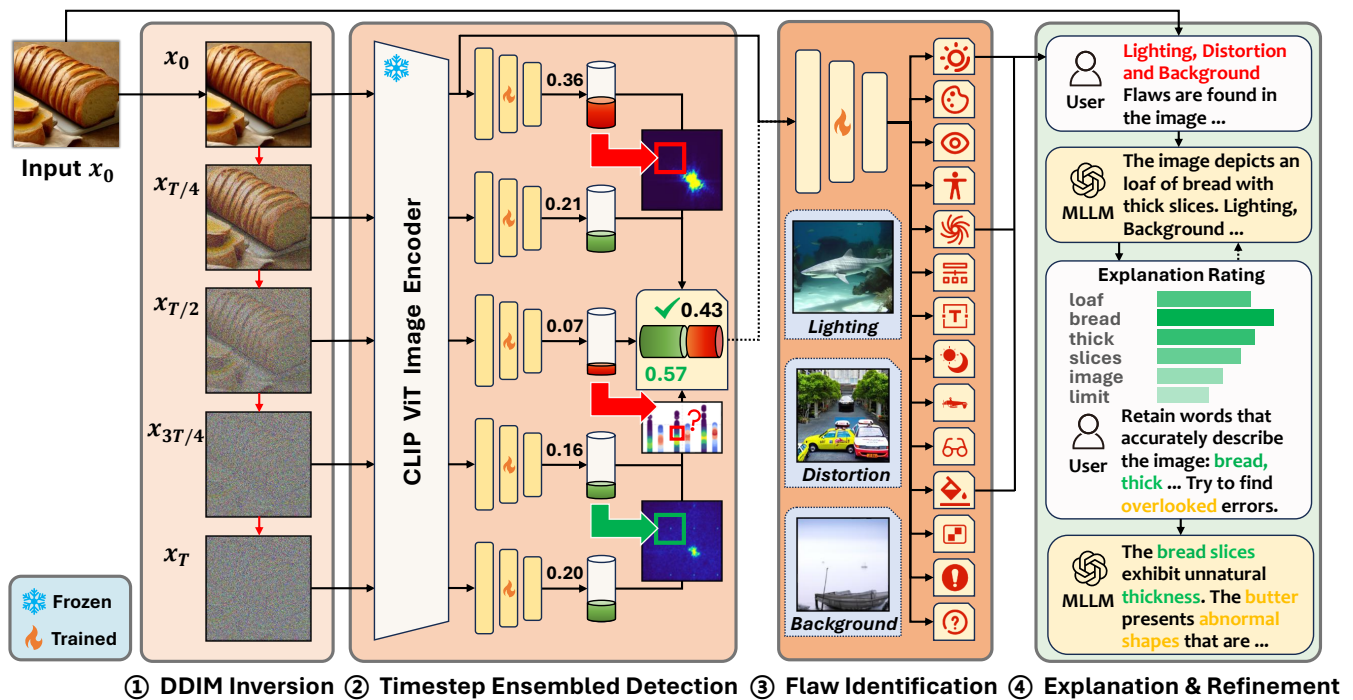 Input x₀
x₀
x_{T/4}
x_{T/2}
x_{3T/4}
x_T
Frozen
Trained
CLIP ViT Image Encoder
0.36
0.21
0.07
0.16
0.20
0.43
0.57
?
Lighting
Distortion
Background
T
?
User
Lighting, Distortion
and Background
Flaws are found in
the image ...
MLLM
The image depicts an
loaf of bread with
thick slices. Lighting,
Background ...
Explanation Rating
loaf
bread
thick
slices
image
limit
User
Retain words that
accurately describe
the image: bread,
thick ... Try to find
overlooked errors.
MLLM
The bread slices
exhibit unnatural
thickness. The butter
presents abnormal
shapes that are ...
① DDIM Inversion
② Timestep Ensembled Detection
③ Flaw Identification
④ Explanation & Refinement